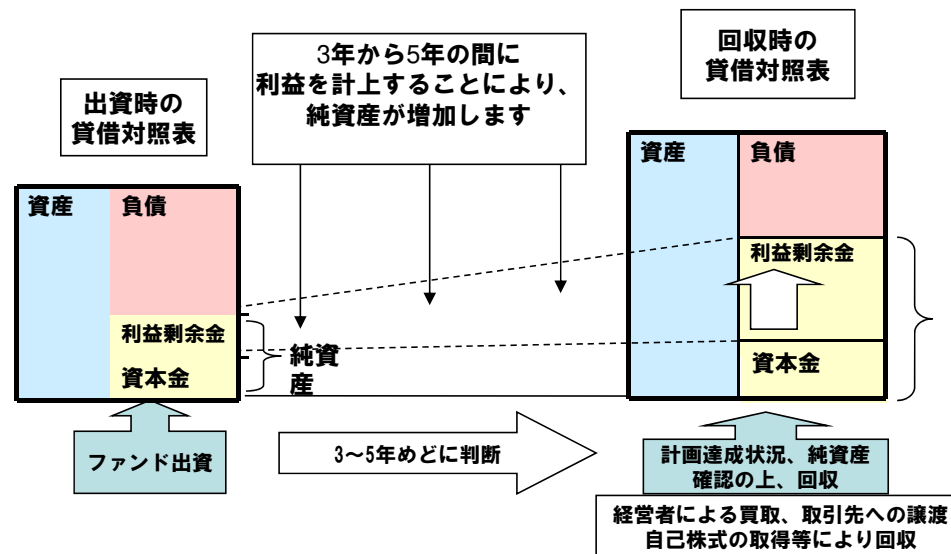 出資時の
貸借対照表
3年から5年の間に
利益を計上することにより、
純資産が増加します
回収時の
貸借対照表
資産
負債
利益剰余金
資本金
純資
産
資産
負債
利益剰余金
資本金
ファンド出資
3～5年めどに判断
計画達成状況、純資産
確認の上、回収
経営者による買取、取引先への譲渡
自己株式の取得等により回収